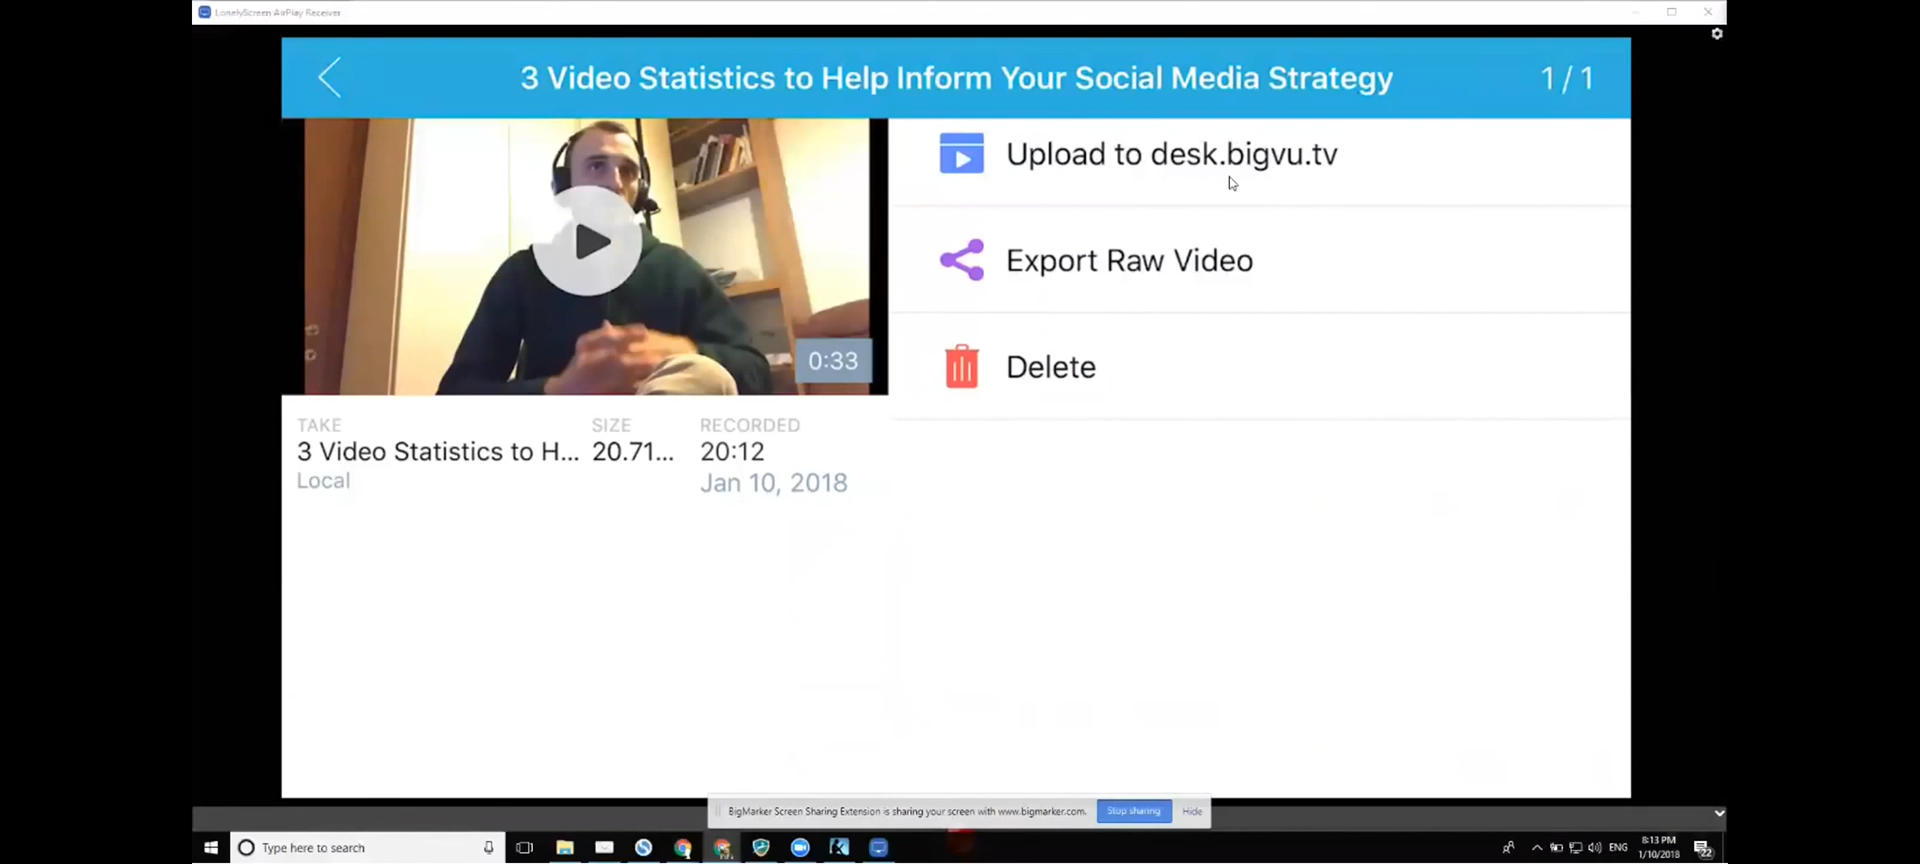 LonelyScreen AirPlay Receiver
3 Video Statistics to Help Inform Your Social Media Strategy
1 / 1
Upload to desk.bigvu.tv
Export Raw Video
Delete
0:33
TAKE
3 Video Statistics to H...
Local
SIZE
20.71...
RECORDED
20:12
Jan 10, 2018
BigMarker Screen Sharing Extension is sharing your screen with www.bigmarker.com.
Stop sharing
Hide
Type here to search
ENG
8:13 PM
1/10/2018
22